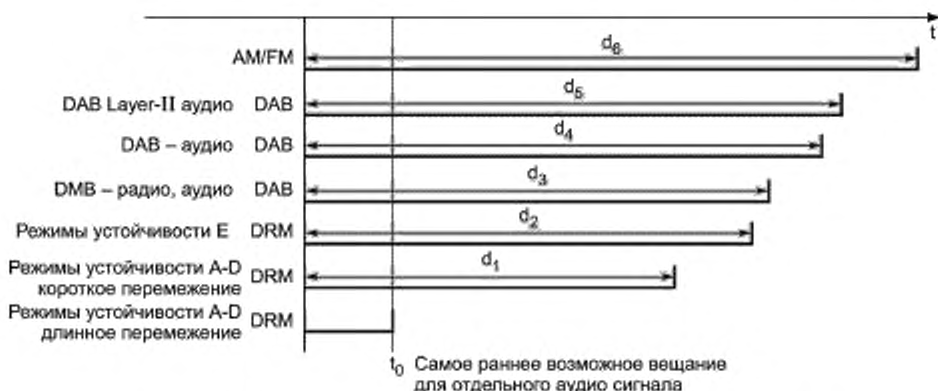 t
AM/FM d6
DAB Layer-II аудио DAB d5
DAB – аудио DAB d4
DMB – радио, аудио DAB d3
Режимы устойчивости E DRM d2
Режимы устойчивости A-D
короткое перемежение DRM d1
Режимы устойчивости A-D
длинное перемежение DRM
t0 Самое раннее возможное вещание
для отдельного аудио сигнала